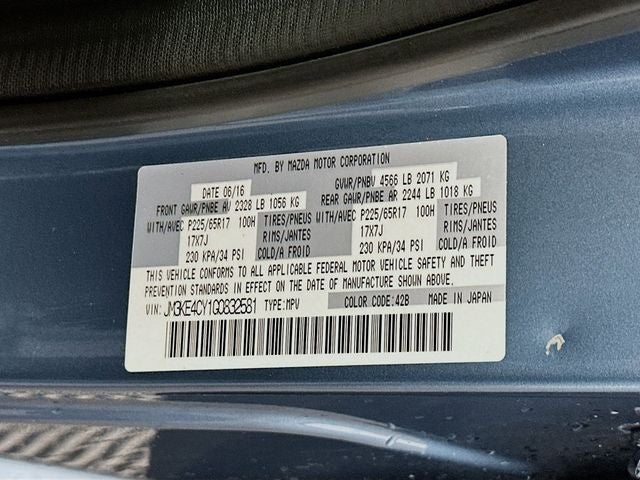 MFD. BY MAZDA MOTOR CORPORATION
DATE 06/16 GVWR/PNBV 4566 LB 2071 KG
FRONT GAWR/PNBE AV 2328 LB 1056 KG REAR GAWR/PNBE AR 2244 LB 1018 KG
WITH/AVEC P225/65R17 100H TIRES/PNEUS WITH/AVEC P225/65R17 100H TIRES/PNEUS
17X7J RIMS/JANTES 17X7J RIMS/JANTES
230 KPA/34 PSI COLD/A FROID 230 KPA/34 PSI COLD/A FROID
THIS VEHICLE CONFORMS TO ALL APPLICABLE FEDERAL MOTOR VEHICLE SAFETY AND THEFT
PREVENTION STANDARDS IN EFFECT ON THE DATE OF MANUFACTURE SHOWN ABOVE.
VIN: JM3KE4CY1G0832581 TYPE:MPV COLOR CODE:42B MADE IN JAPAN